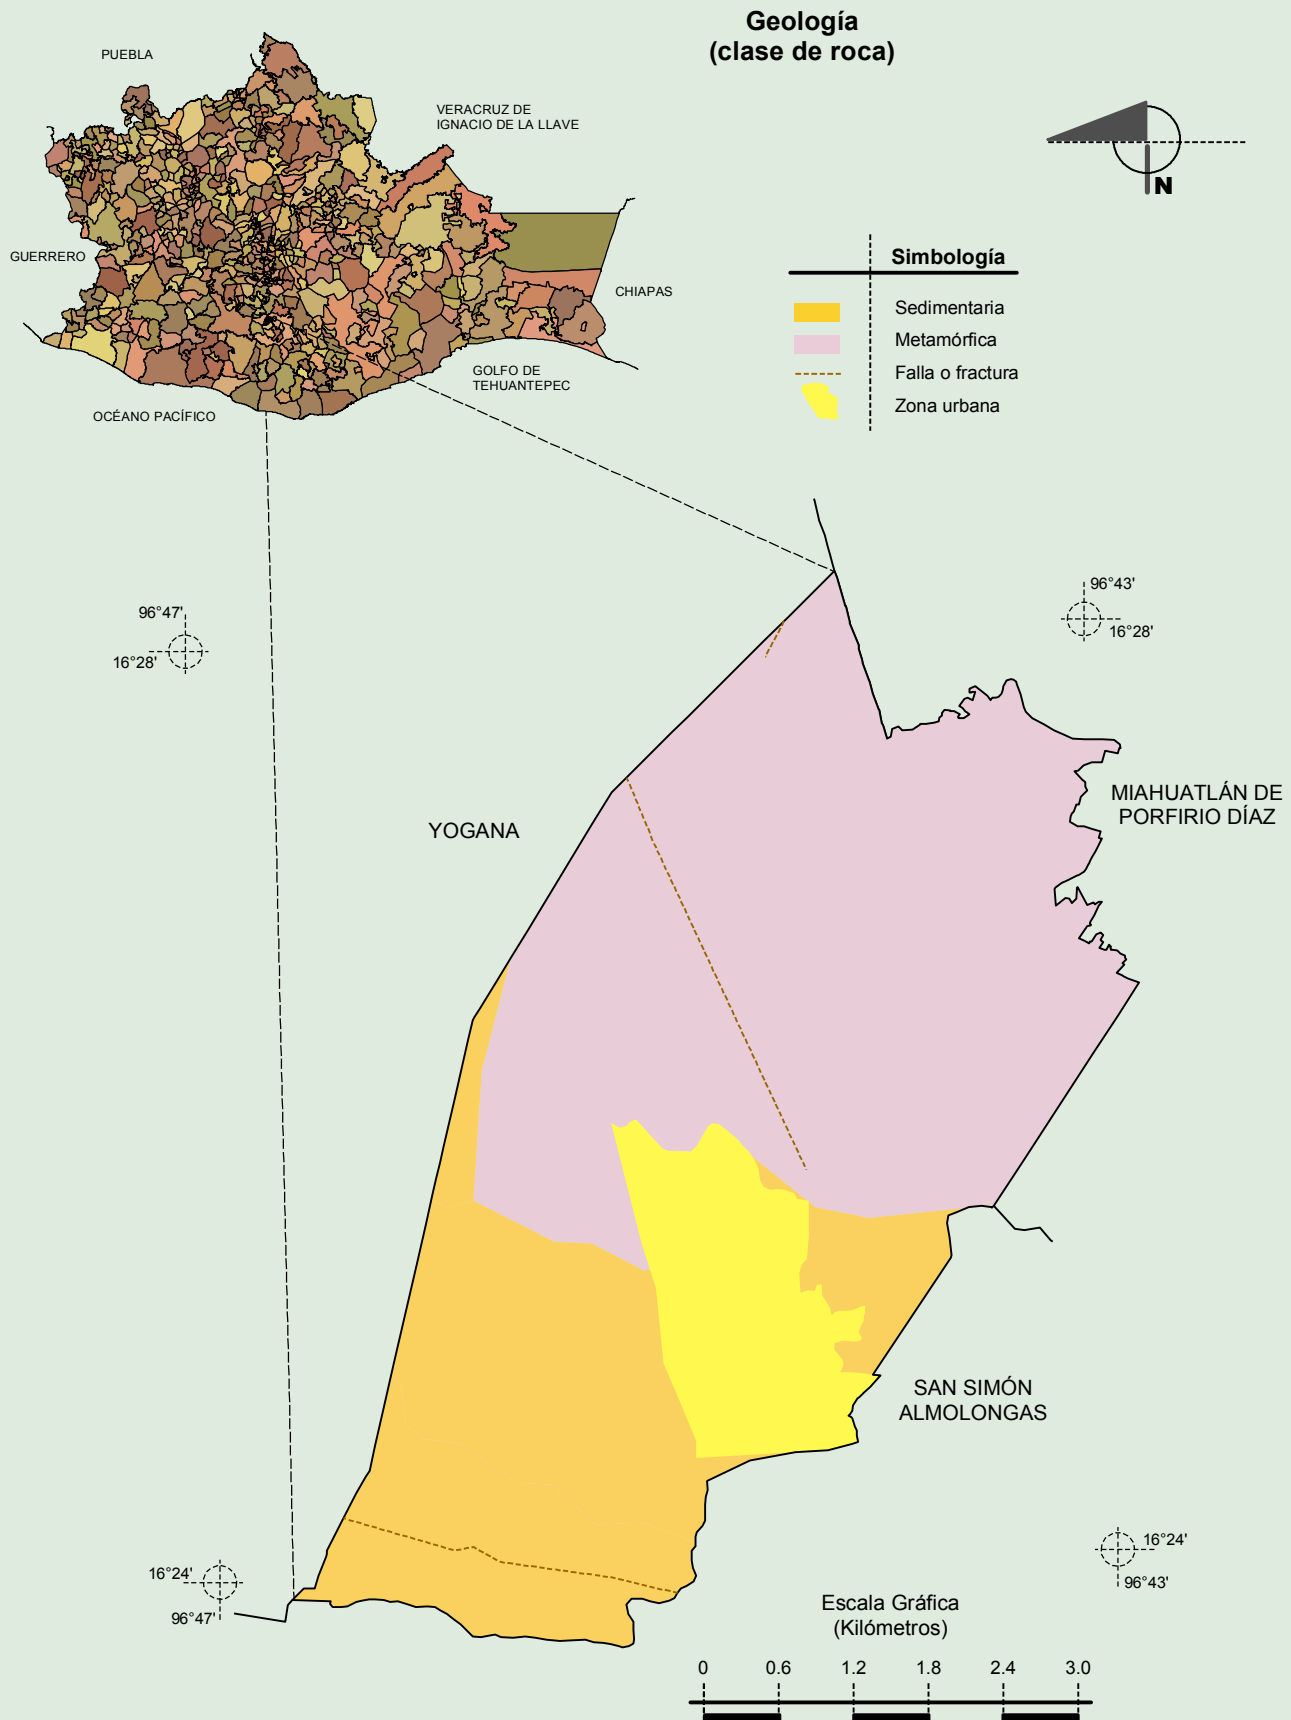 Geología
(clase de roca)
PUEBLA
VERACRUZ DE
IGNACIO DE LA LLAVE
N
GUERRERO
Simbología
CHIAPAS
Sedimentaria
Metamórfica
Falla o fractura
Zona urbana
GOLFO DE
TEHUANTEPEC
OCÉANO PACÍFICO
96°47'
16°28'
96°43'
16°28'
MIAHUATLÁN DE
PORFIRIO DÍAZ
YOGANA
SAN SIMÓN
ALMOLONGAS
16°24'
96°47'
16°24'
96°43'
Escala Gráfica
(Kilómetros)
0 0.6 1.2 1.8 2.4 3.0